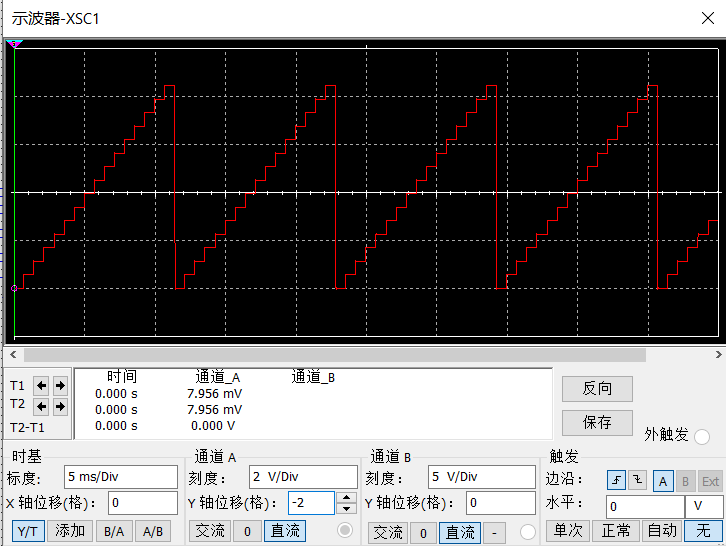 示波器-XSC1
时间 通道_A 通道_B
T1 0.000 s 7.956 mV
T2 0.000 s 7.956 mV
T2-T1 0.000 s 0.000 V
反向
保存
外触发
时基 通道 A 通道 B 触发
标度: 5 ms/Div 刻度: 2 V/Div 刻度: 5 V/Div 边沿: A B Ext
X 轴位移(格): 0 Y 轴位移(格): -2 Y 轴位移(格): 0 水平: 0 V
Y/T 添加 B/A A/B 交流 0 直流 交流 0 直流 - 单次 正常 自动 无